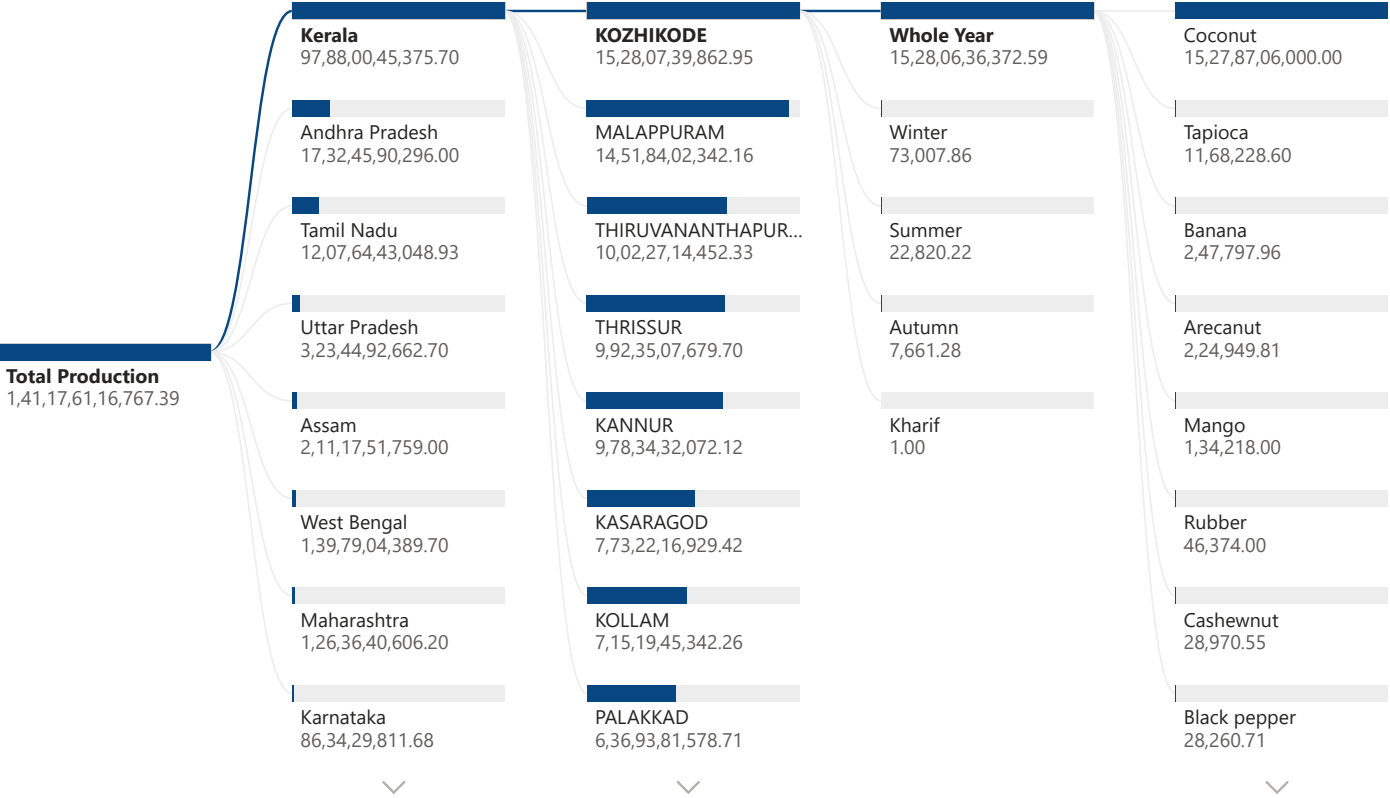 Total Production
1,41,17,61,16,767.39
Kerala
97,88,00,45,375.70
Andhra Pradesh
17,32,45,90,296.00
Tamil Nadu
12,07,64,43,048.93
Uttar Pradesh
3,23,44,92,662.70
Assam
2,11,17,51,759.00
West Bengal
1,39,79,04,389.70
Maharashtra
1,26,36,40,606.20
Karnataka
86,34,29,811.68
KOZHIKODE
15,28,07,39,862.95
MALAPPURAM
14,51,84,02,342.16
THIRUVANANTHAPUR...
10,02,27,14,452.33
THRISSUR
9,92,35,07,679.70
KANNUR
9,78,34,32,072.12
KASARAGOD
7,73,22,16,929.42
KOLLAM
7,15,19,45,342.26
PALAKKAD
6,36,93,81,578.71
Whole Year
15,28,06,36,372.59
Winter
73,007.86
Summer
22,820.22
Autumn
7,661.28
Kharif
1.00
Coconut
15,27,87,06,000.00
Tapioca
11,68,228.60
Banana
2,47,797.96
Arecanut
2,24,949.81
Mango
1,34,218.00
Rubber
46,374.00
Cashewnut
28,970.55
Black pepper
28,260.71